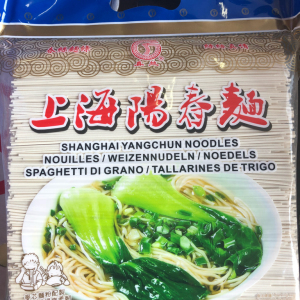 上海陽春麵
SHANGHAI YANGCHUN NOODLES
NOUILLES / WEIZENNUDELN / NOEDELS
SPAGHETTI DI GRANO / TALLARINES DE TRIGO